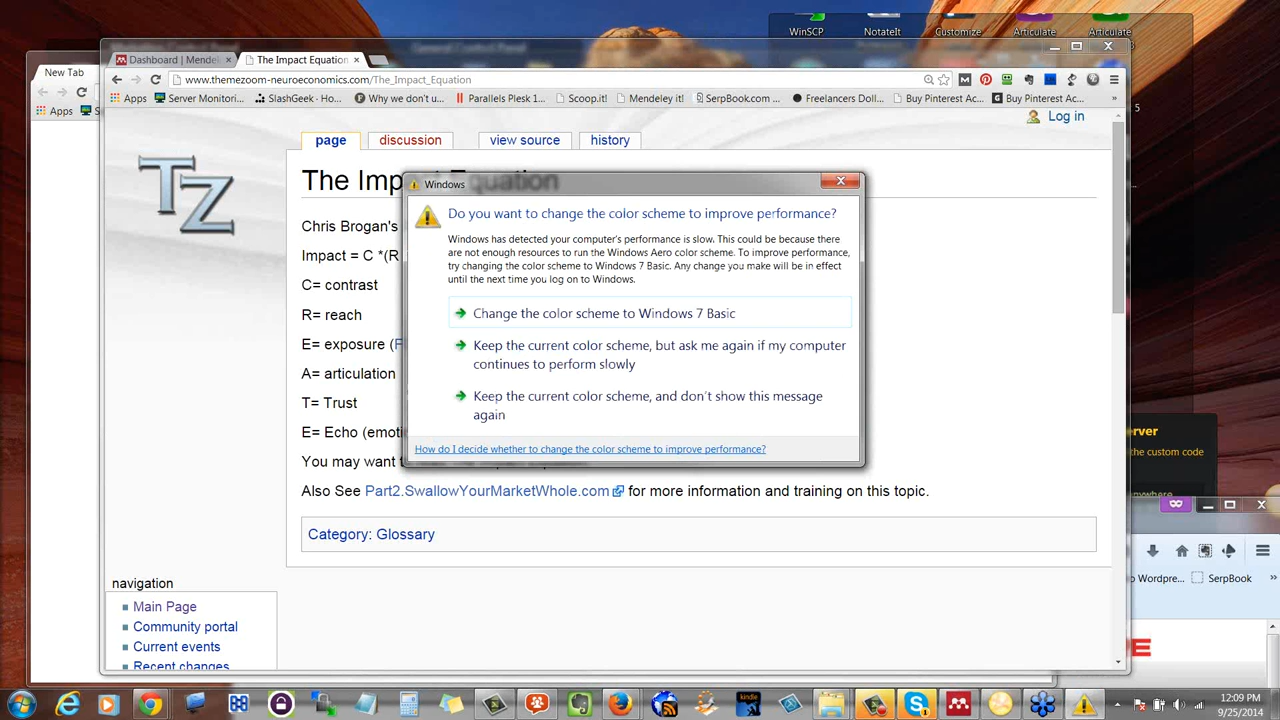 WinSCP
NotateIt
Customize
Articulate
Articulate
Dashboard | Mendel
The Impact Equation
New Tab
www.themezoom-neuroeconomics.com/The_Impact_Equation
Apps
Server Monitori...
SlashGeek - Ho...
Why we don't u...
Parallels Plesk 1...
Scoop.it!
Mendeley it!
SerpBook.com ...
Freelancers Doll...
Buy Pinterest Ac...
Buy Pinterest Ac...
»
Apps
5
Log in
page
discussion
view source
history
TZ
The Impact Equation
Chris Brogan's
Impact = C *(R
C= contrast
R= reach
E= exposure (F
A= articulation
T= Trust
E= Echo (emoti
You may want
Also See Part2.SwallowYourMarketWhole.com for more information and training on this topic.
Category: Glossary
Windows
Do you want to change the color scheme to improve performance?
Windows has detected your computer's performance is slow. This could be because there
are not enough resources to run the Windows Aero color scheme. To improve performance,
try changing the color scheme to Windows 7 Basic. Any change you make will be in effect
until the next time you log on to Windows.
Change the color scheme to Windows 7 Basic
Keep the current color scheme, but ask me again if my computer
continues to perform slowly
Keep the current color scheme, and don't show this message
again
How do I decide whether to change the color scheme to improve performance?
navigation
Main Page
Community portal
Current events
Recent changes
erver
the custom code
anywhere
Wordpre...
SerpBook
»
E
kindle
12:09 PM
9/25/2014